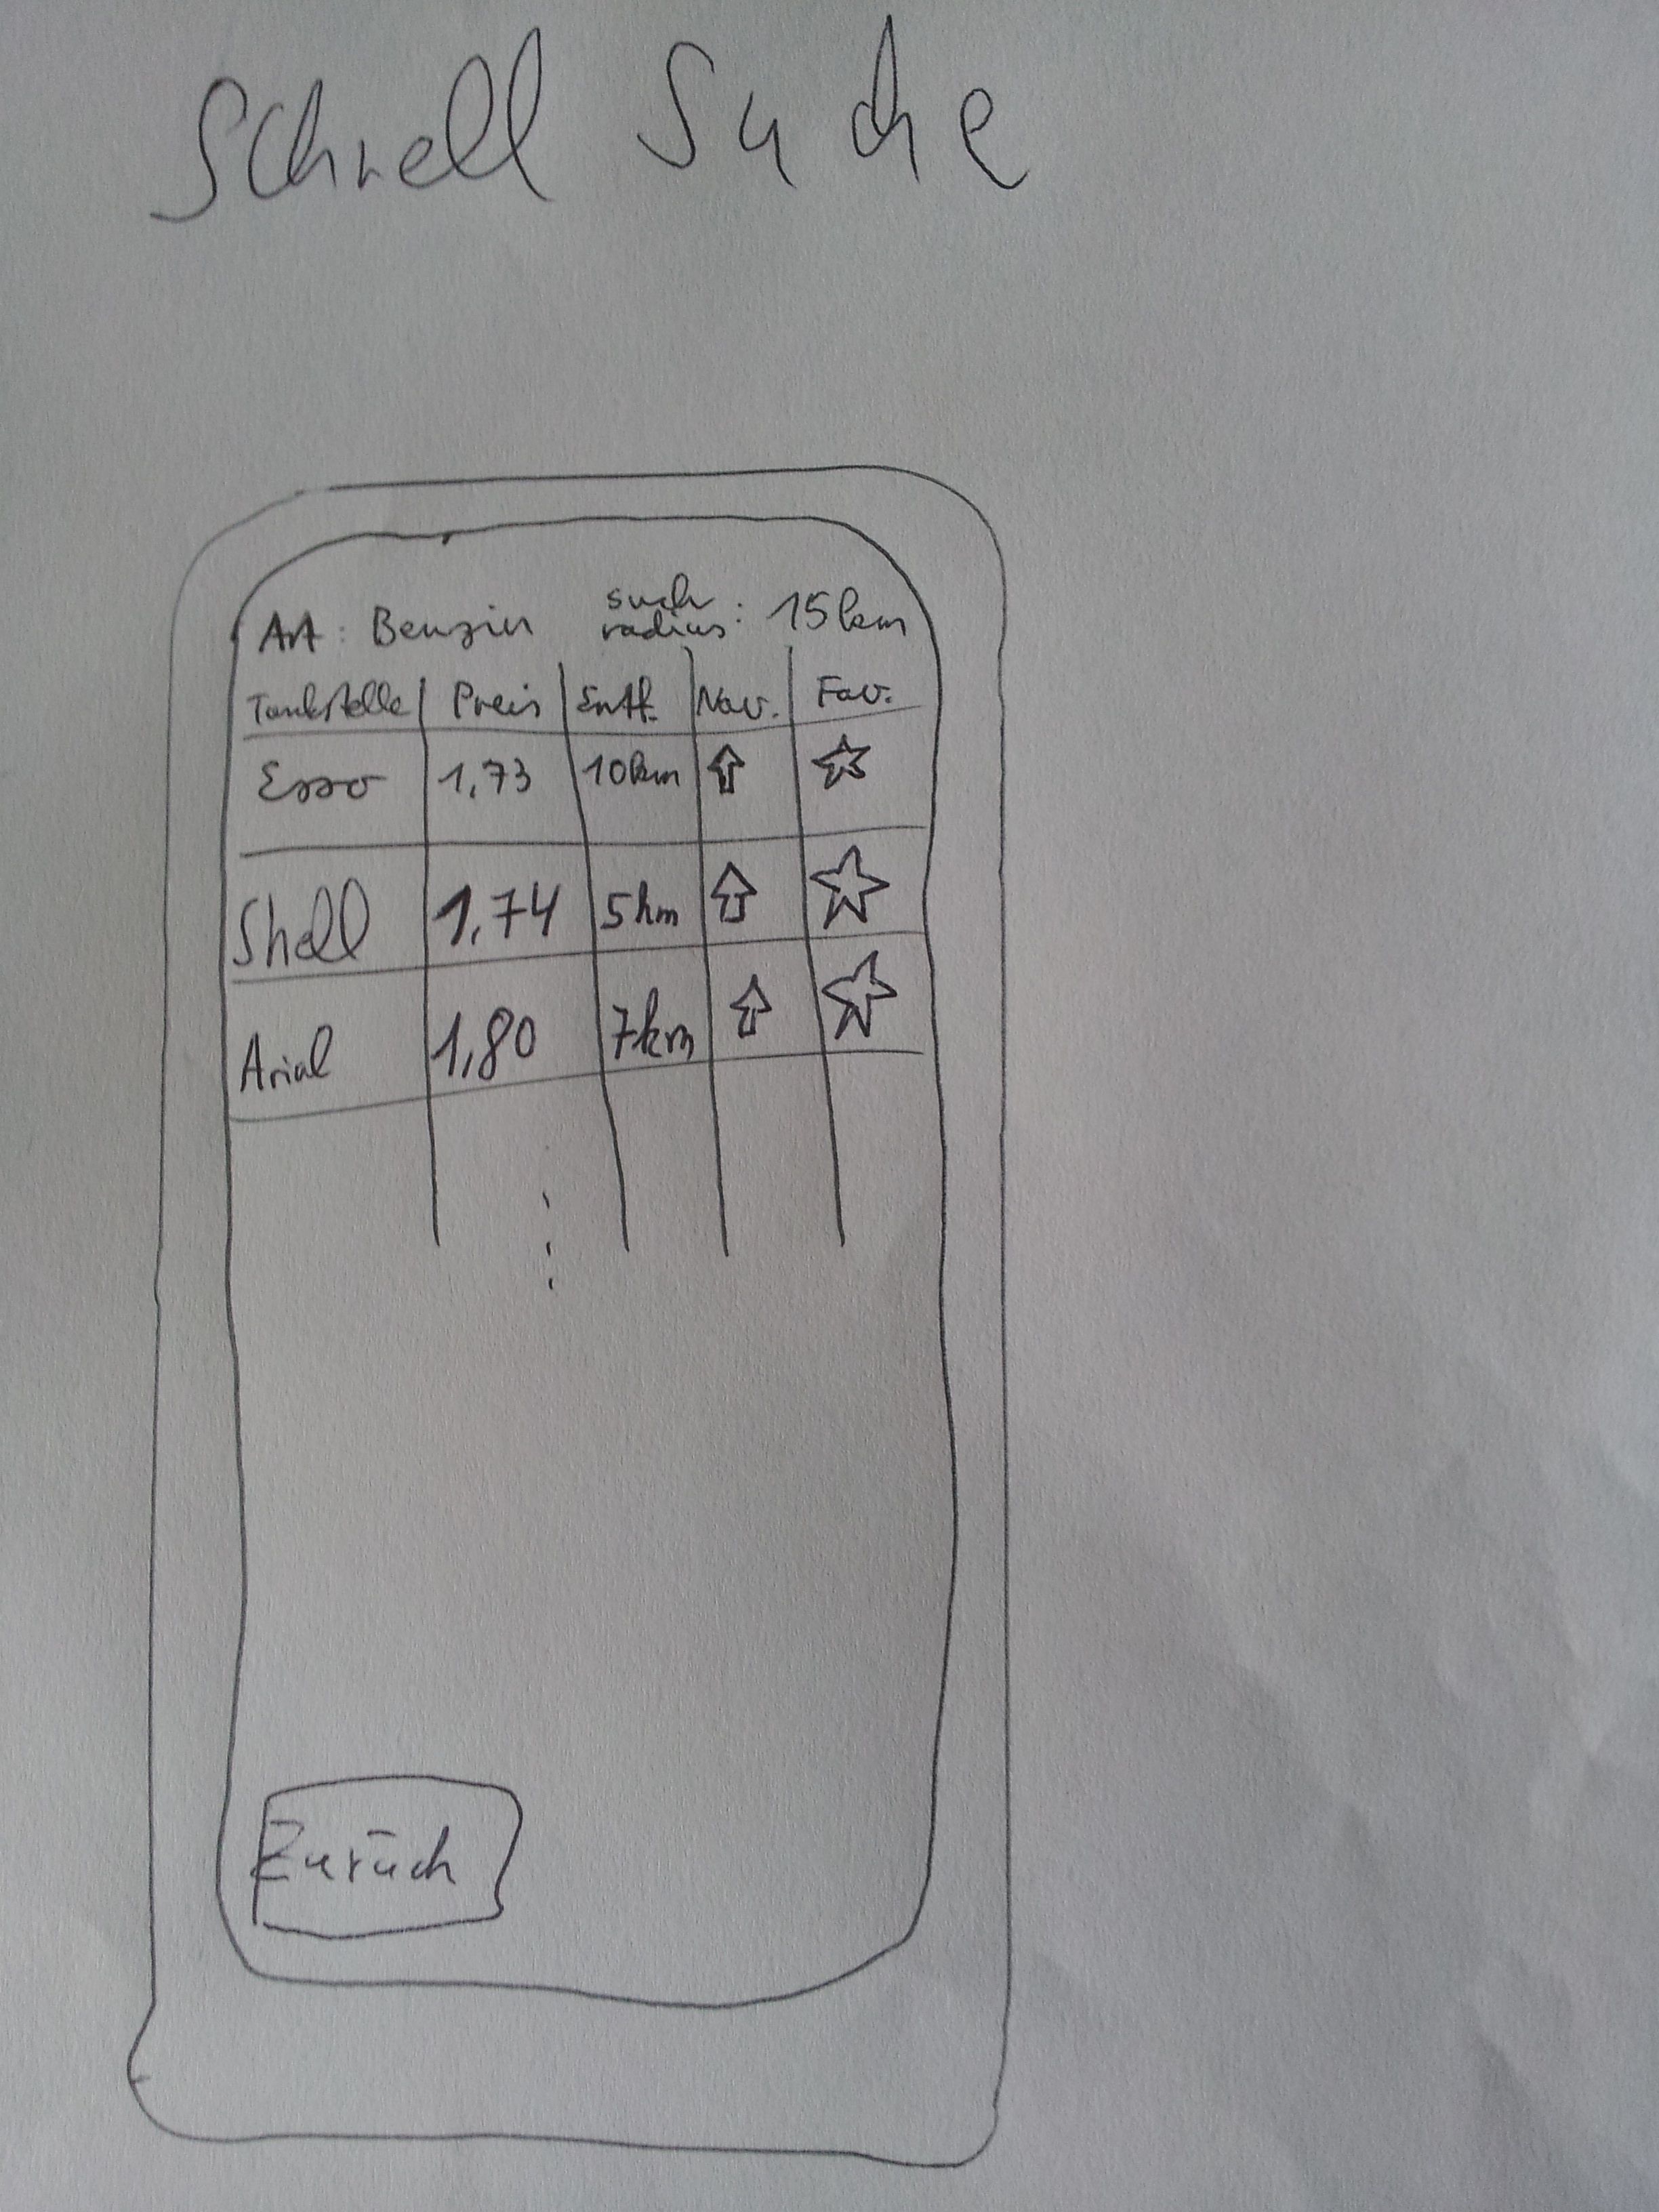 Schnell Suche
Art: Benzin such radius: 15km
Tankstelle Preis Entf. Nav. Fav.
Esso 1,73 10km
Shell 1,74 5km
Arial 1,80 7km
Zurück